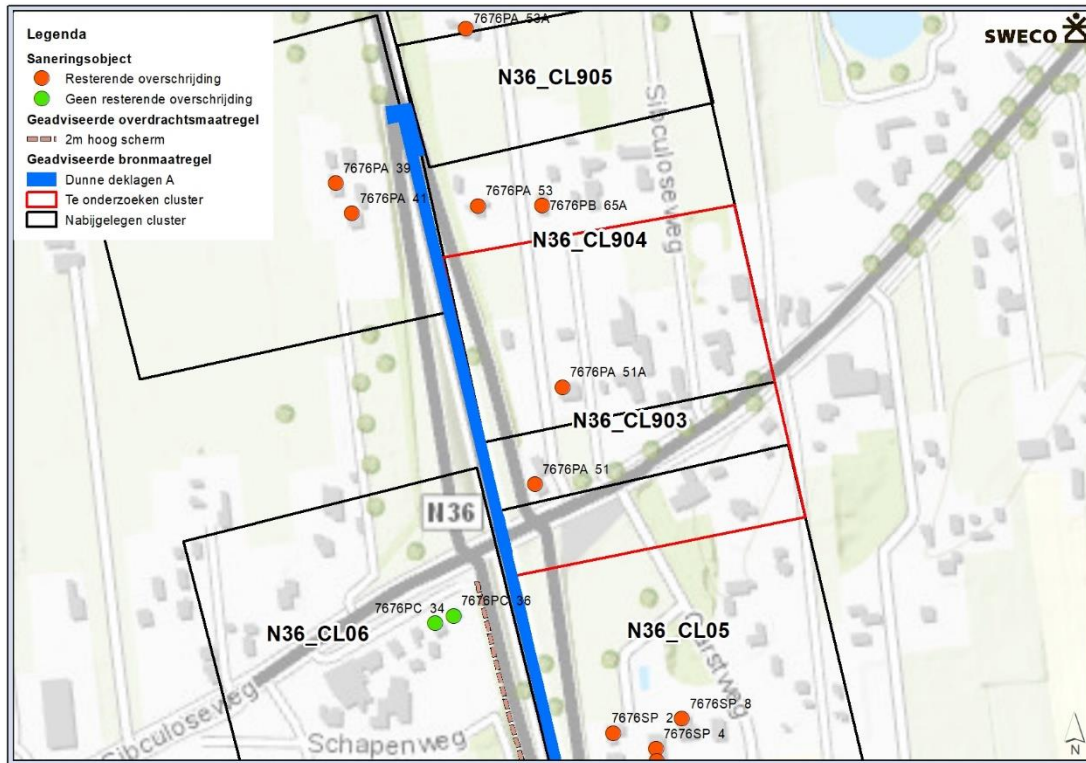 Legenda
Saneringsobject
Resterende overschrijding
Geen resterende overschrijding
Geadviseerde overdrachtsmaatregel
2m hoog scherm
Geadviseerde bronmaatregel
Dunne deklagen A
Te onderzoeken cluster
Nabijgelegen cluster
SWECO
7676PA 53A
N36_CL905
Sibculoseweg
7676PA 39
7676PA 41
7676PA 53
7676PB 65A
N36_CL904
7676PA 51A
N36_CL903
7676PA 51
N36
7676PC 34
7676PC 36
N36_CL06
N36_CL05
Sibculoseweg
Schapenweg
7676SP 8
7676SP 2
7676SP 4
N